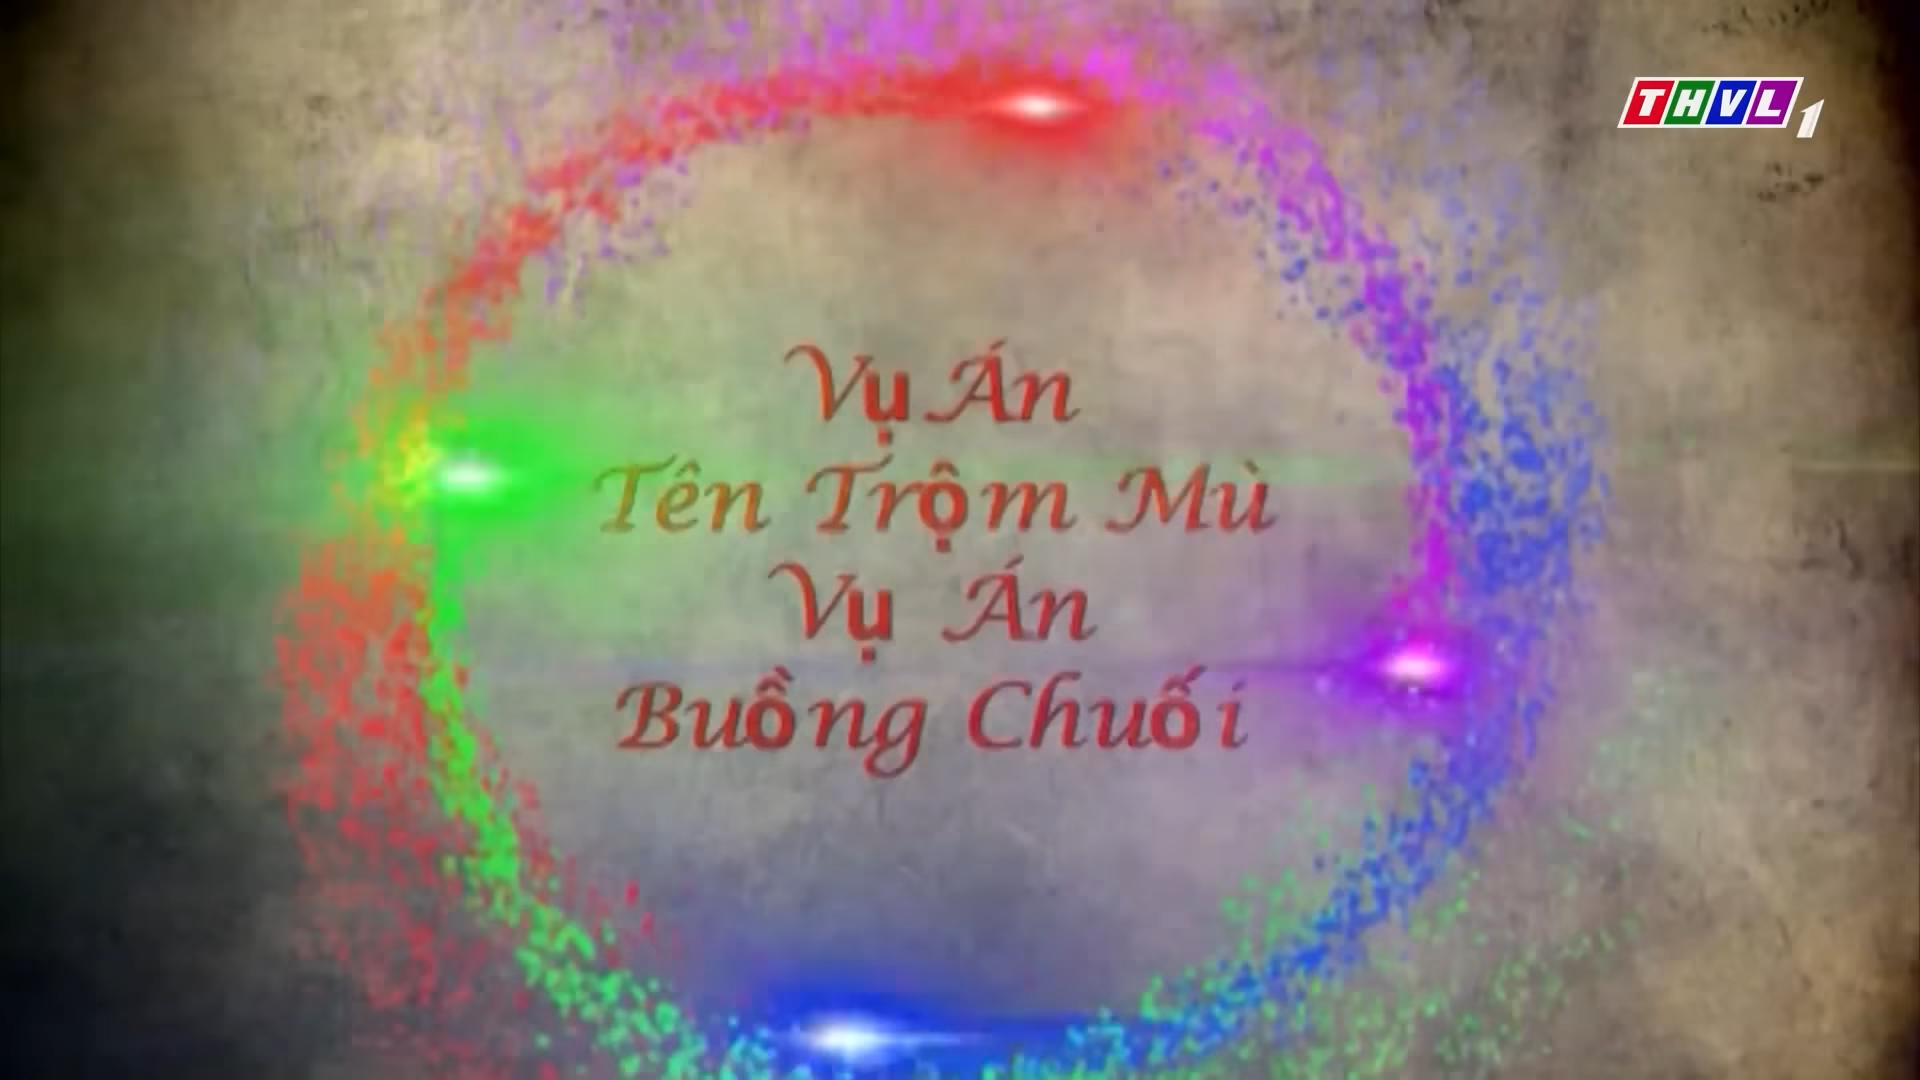 THVL1
Vụ Án
Tên Trộm Mù
Vụ Án
Buồng Chuối